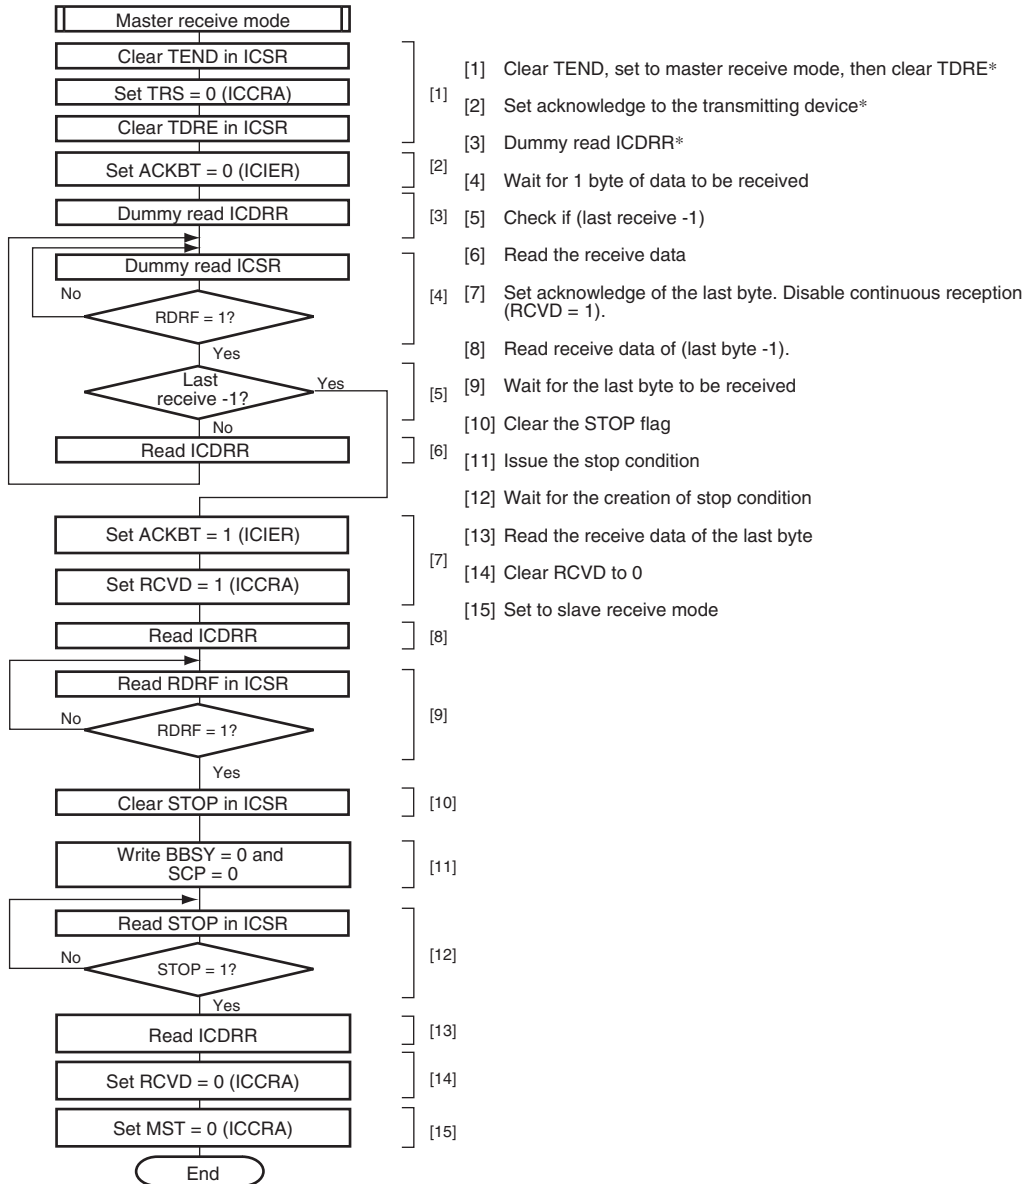 Master receive mode
Clear TEND in ICSR
Set TRS = 0 (ICCRA)
Clear TDRE in ICSR
[1]
Set ACKBT = 0 (ICIER)
[2]
Dummy read ICDRR
[3]
Dummy read ICSR
No
RDRF = 1?
[4]
Yes
Last
receive -1?
Yes
[5]
No
Read ICDRR
[6]
Set ACKBT = 1 (ICIER)
Set RCVD = 1 (ICCRA)
[7]
Read ICDRR
[8]
Read RDRF in ICSR
No
RDRF = 1?
[9]
Yes
Clear STOP in ICSR
[10]
Write BBSY = 0 and
SCP = 0
[11]
Read STOP in ICSR
No
STOP = 1?
[12]
Yes
Read ICDRR
[13]
Set RCVD = 0 (ICCRA)
[14]
Set MST = 0 (ICCRA)
[15]
End
[1] Clear TEND, set to master receive mode, then clear TDRE*
[2] Set acknowledge to the transmitting device*
[3] Dummy read ICDRR*
[4] Wait for 1 byte of data to be received
[5] Check if (last receive -1)
[6] Read the receive data
[7] Set acknowledge of the last byte. Disable continuous reception
(RCVD = 1).
[8] Read receive data of (last byte -1).
[9] Wait for the last byte to be received
[10] Clear the STOP flag
[11] Issue the stop condition
[12] Wait for the creation of stop condition
[13] Read the receive data of the last byte
[14] Clear RCVD to 0
[15] Set to slave receive mode